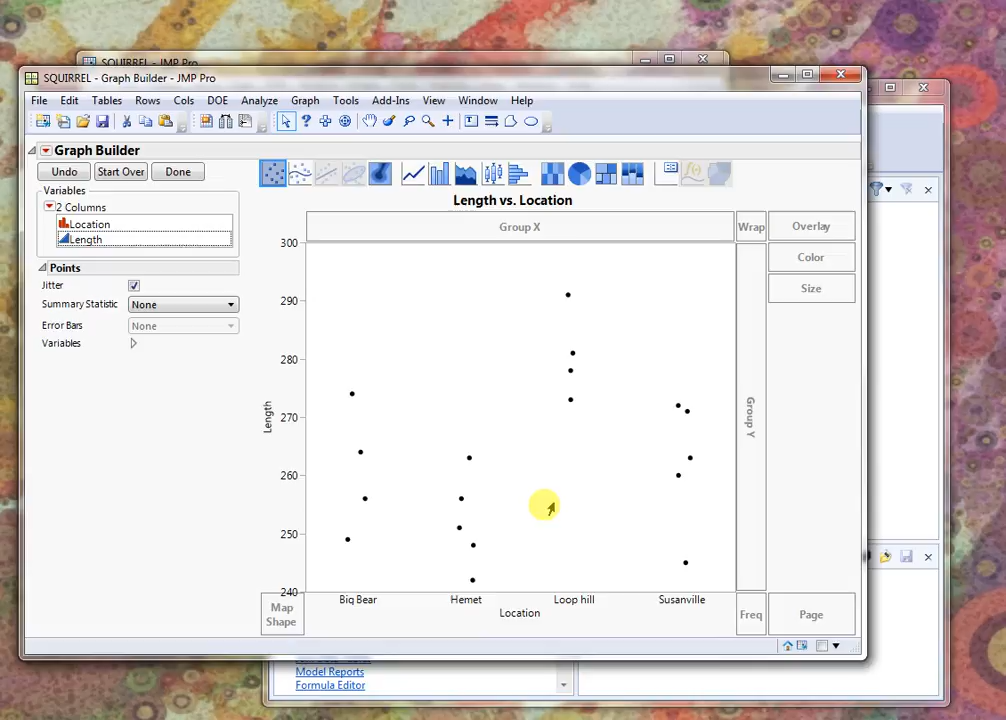 SQUIRREL - JMP Pro
SQUIRREL - Graph Builder - JMP Pro
File Edit Tables Rows Cols DOE Analyze Graph Tools Add-Ins View Window Help
Graph Builder
Undo Start Over Done
Variables
2 Columns
Location
Length
Points
Jitter
Summary Statistic None
Error Bars None
Variables
Length vs. Location
Group X
Wrap
Overlay
Color
Size
300
290
280
270
260
250
240
Length
Group Y
Big Bear Hemet Loop hill Susanville
Location
Map
Shape
Freq
Page
Model Reports
Formula Editor